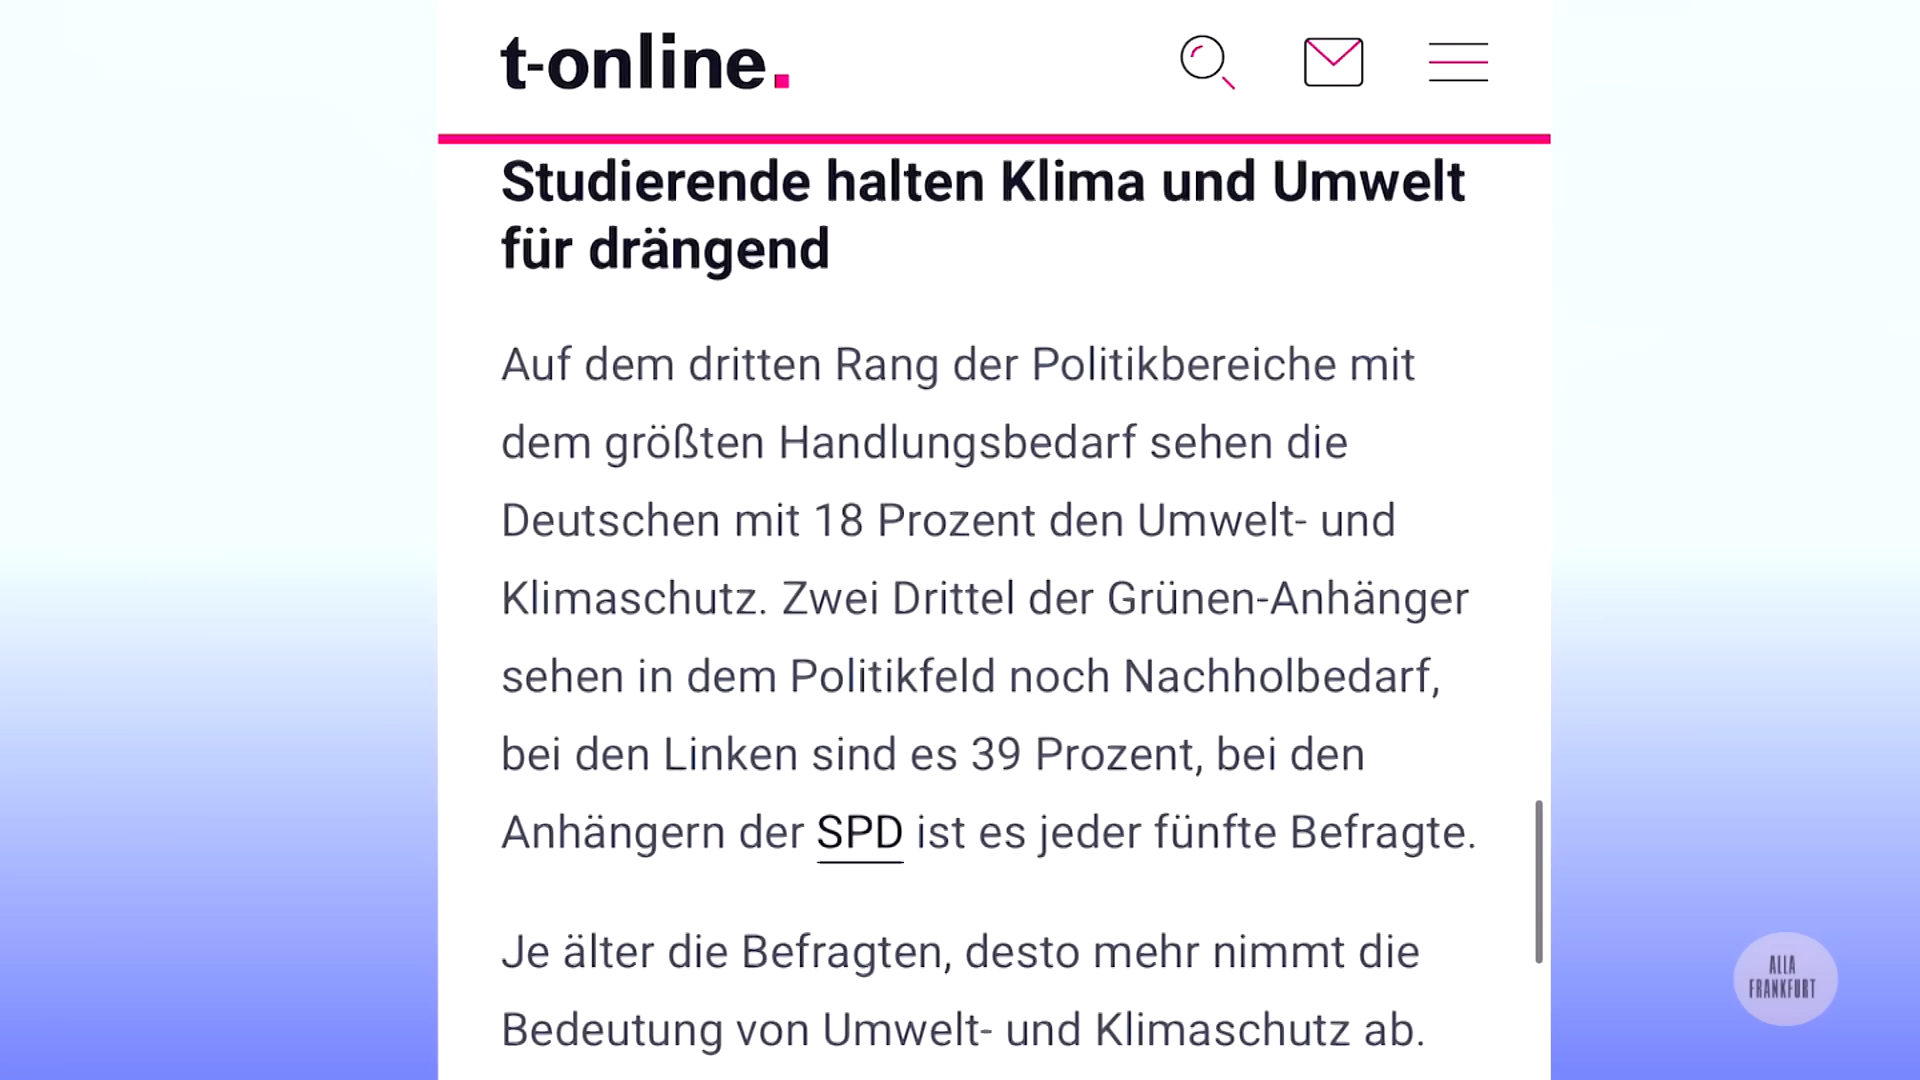 t-online.
Studierende halten Klima und Umwelt
für drängend
Auf dem dritten Rang der Politikbereiche mit
dem größten Handlungsbedarf sehen die
Deutschen mit 18 Prozent den Umwelt- und
Klimaschutz. Zwei Drittel der Grünen-Anhänger
sehen in dem Politikfeld noch Nachholbedarf,
bei den Linken sind es 39 Prozent, bei den
Anhängern der SPD ist es jeder fünfte Befragte.
Je älter die Befragten, desto mehr nimmt die
Bedeutung von Umwelt- und Klimaschutz ab.
ALLA
FRANKFURT